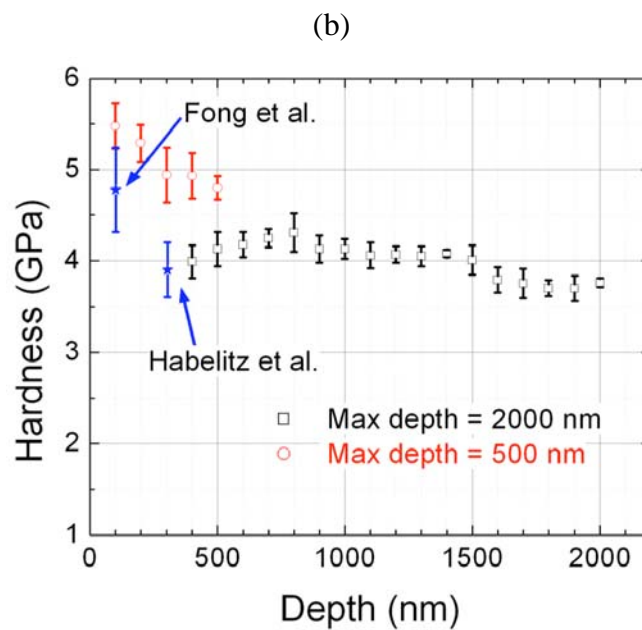 (b)
6
Fong et al.
5
4
Hardness (GPa)
Habelitz et al.
3
Max depth = 2000 nm
Max depth = 500 nm
2
1
0 500 1000 1500 2000
Depth (nm)